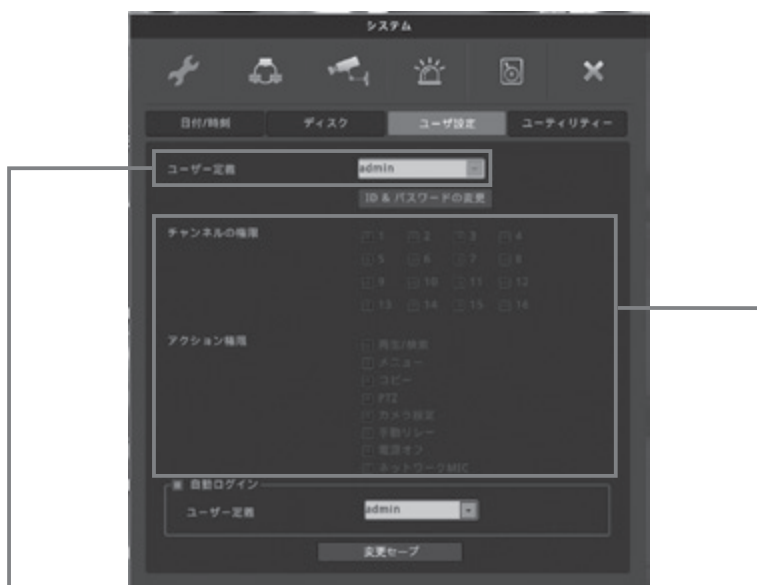 システム
日付/時刻 ディスク ユーザ設定 ユーティリティー
ユーザー定義 admin
ID & パスワードの変更
チャンネルの権限 1 2 3 4
5 6 7 8
9 10 11 12
13 14 15 16
アクション権限 再生/検索
メニュー
コピー
PTZ
カメラ設定
手動リレー
電源オフ
ネットワークMIC
自動ログイン
ユーザー定義 admin
変更セーブ